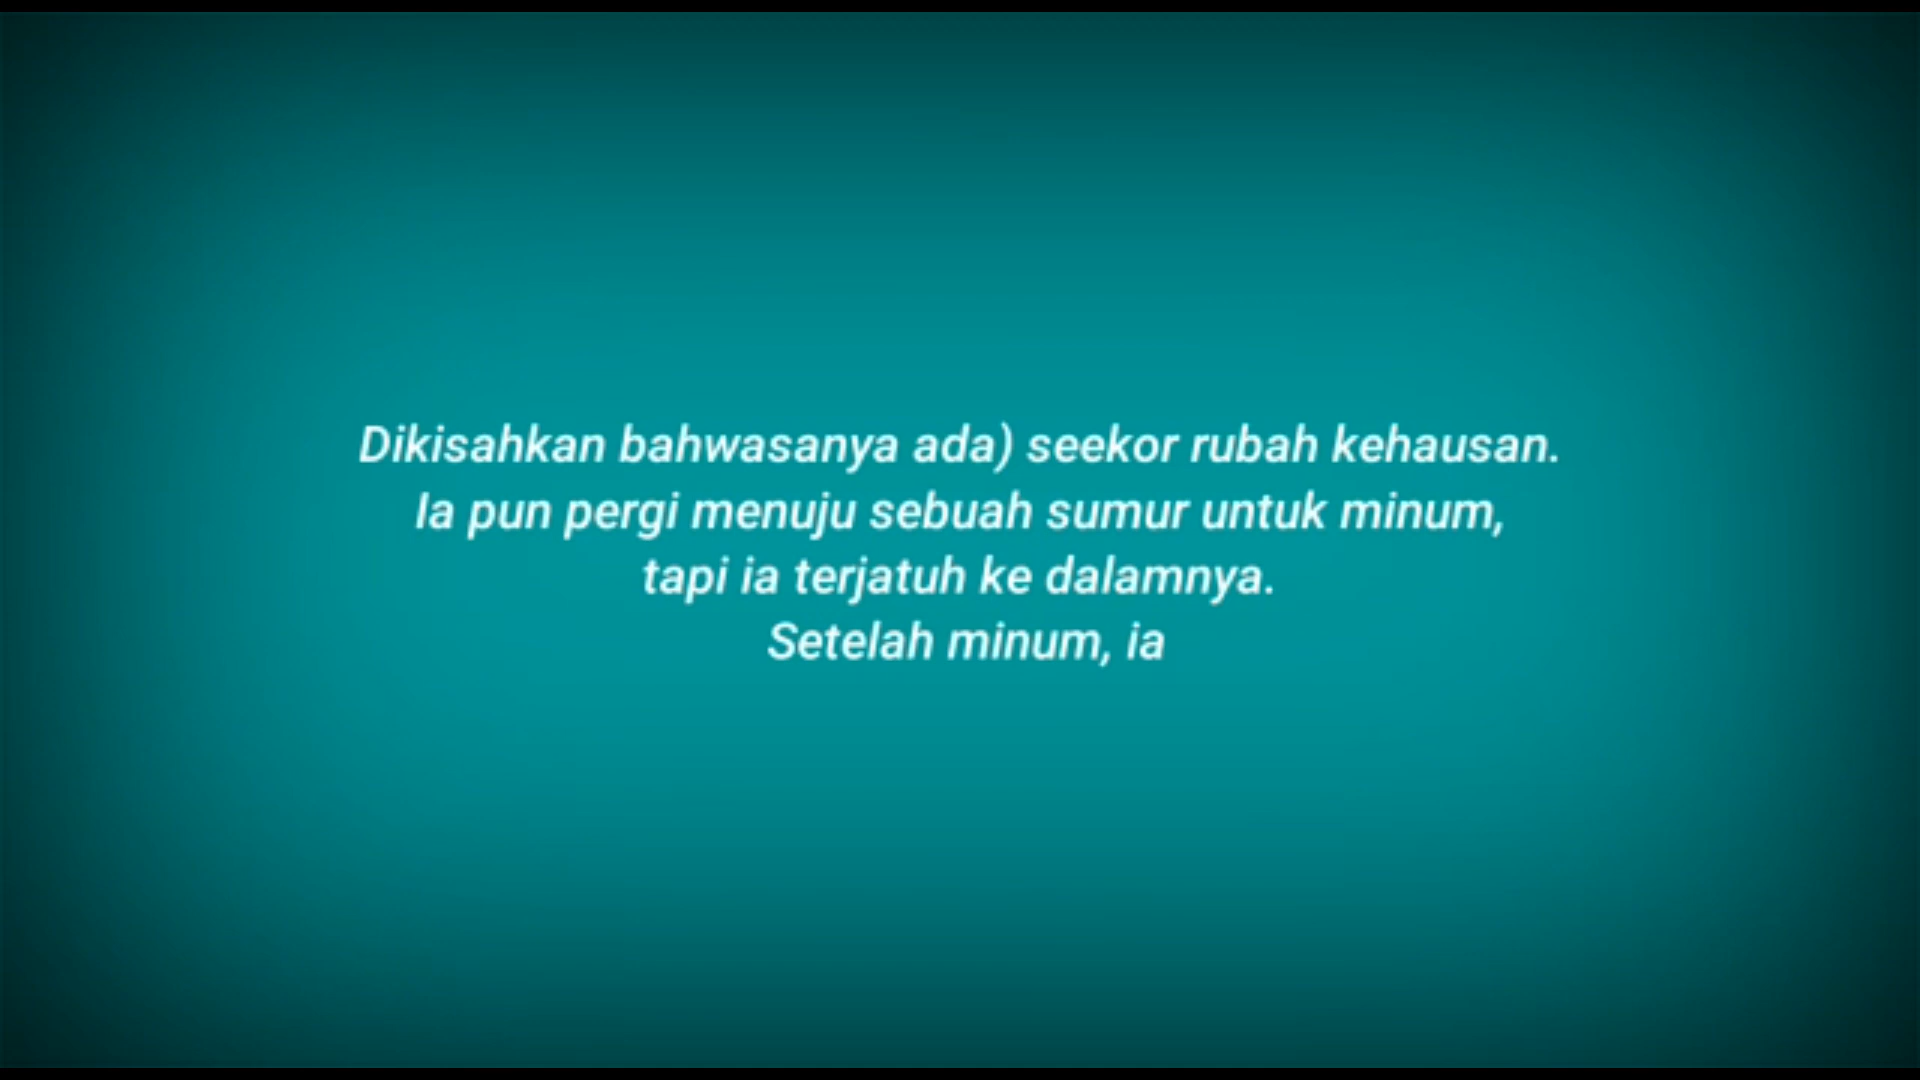 Dikisahkan bahwasanya ada) seekor rubah kehausan.
Ia pun pergi menuju sebuah sumur untuk minum,
tapi ia terjatuh ke dalamnya.
Setelah minum, ia